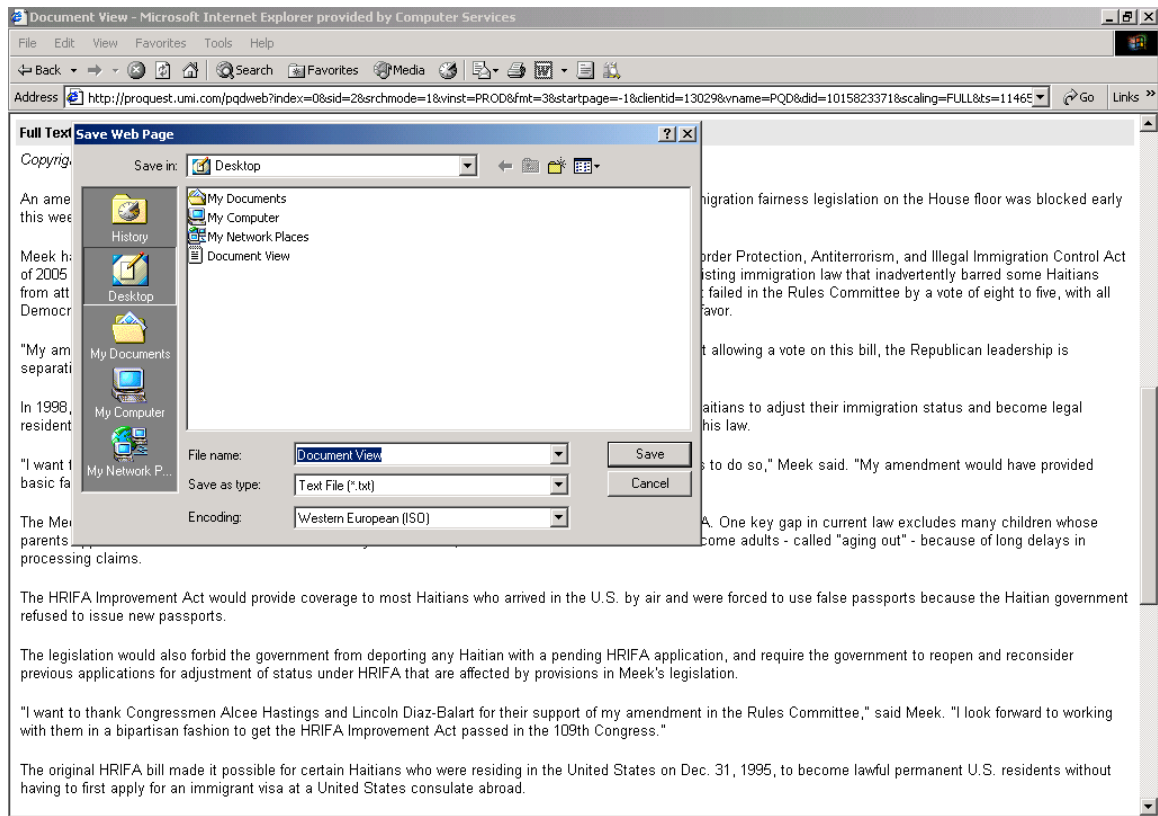 Document View - Microsoft Internet Explorer provided by Computer Services
File Edit View Favorites Tools Help
Back Search Favorites Media
Address http://proquest.umi.com/pqdweb?index=0&sid=2&srchmode=1&vinst=PROD&fmt=3&startpage=-1&clientid=13029&vname=PQD&did=1015823371&scaling=FULL&ts=11465 Go Links »
Full Text
Save Web Page
Save in: Desktop
My Documents
My Computer
My Network Places
Document View
History
Desktop
My Documents
My Computer
My Network P...
File name: Document View Save
Save as type: Text File (*.txt) Cancel
Encoding: Western European (ISO)
An ame
migration fairness legislation on the House floor was blocked early
this wee
Meek ha
order Protection, Antiterrorism, and Illegal Immigration Control Act
of 2005
isting immigration law that inadvertently barred some Haitians
from att
failed in the Rules Committee by a vote of eight to five, with all
Democr
favor.
"My am
t allowing a vote on this bill, the Republican leadership is
separati
In 1998,
aitians to adjust their immigration status and become legal
resident
his law.
"I want t
s to do so," Meek said. "My amendment would have provided
basic fa
The Mee
A. One key gap in current law excludes many children whose
parents
come adults - called "aging out" - because of long delays in
processing claims.
The HRIFA Improvement Act would provide coverage to most Haitians who arrived in the U.S. by air and were forced to use false passports because the Haitian government
refused to issue new passports.
The legislation would also forbid the government from deporting any Haitian with a pending HRIFA application, and require the government to reopen and reconsider
previous applications for adjustment of status under HRIFA that are affected by provisions in Meek's legislation.
"I want to thank Congressmen Alcee Hastings and Lincoln Diaz-Balart for their support of my amendment in the Rules Committee," said Meek. "I look forward to working
with them in a bipartisan fashion to get the HRIFA Improvement Act passed in the 109th Congress."
The original HRIFA bill made it possible for certain Haitians who were residing in the United States on Dec. 31, 1995, to become lawful permanent U.S. residents without
having to first apply for an immigrant visa at a United States consulate abroad.